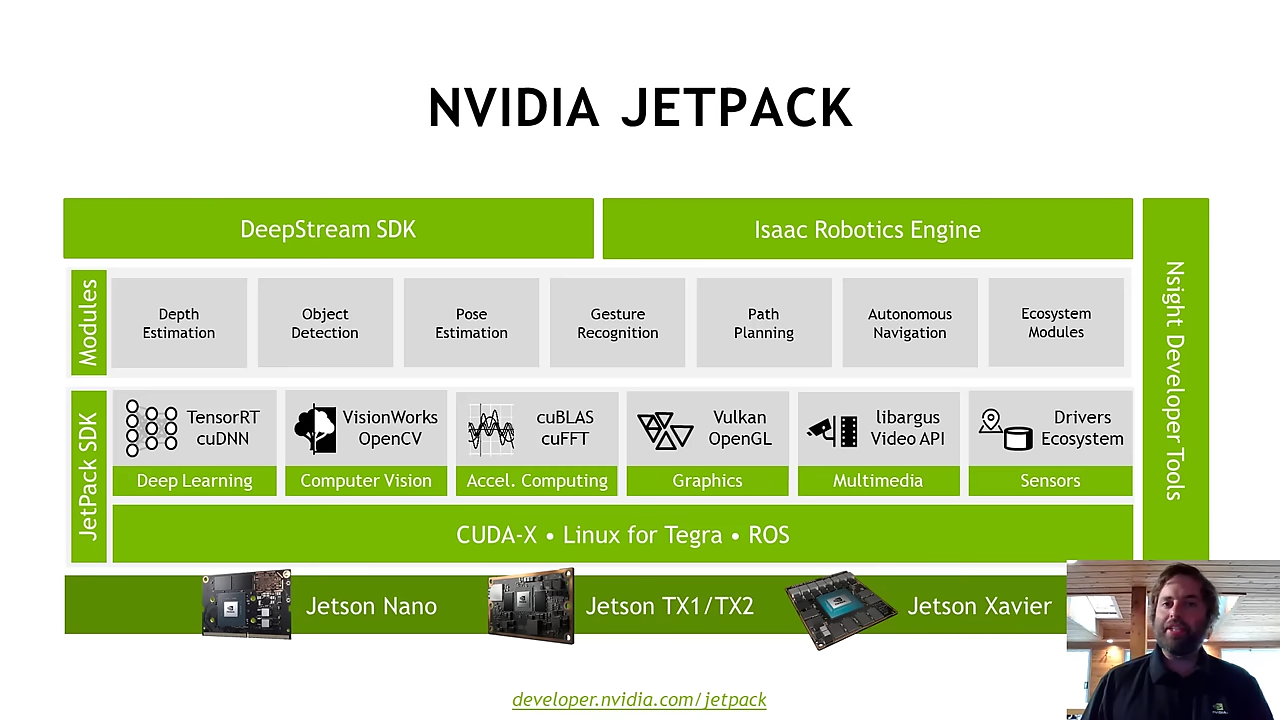 NVIDIA JETPACK
DeepStream SDK
Isaac Robotics Engine
Nsight Developer Tools
Modules
Depth
Estimation
Object
Detection
Pose
Estimation
Gesture
Recognition
Path
Planning
Autonomous
Navigation
Ecosystem
Modules
JetPack SDK
TensorRT
cuDNN
Deep Learning
VisionWorks
OpenCV
Computer Vision
cuBLAS
cuFFT
Accel. Computing
Vulkan
OpenGL
Graphics
libargus
Video API
Multimedia
Drivers
Ecosystem
Sensors
CUDA-X • Linux for Tegra • ROS
Jetson Nano
Jetson TX1/TX2
Jetson Xavier
developer.nvidia.com/jetpack